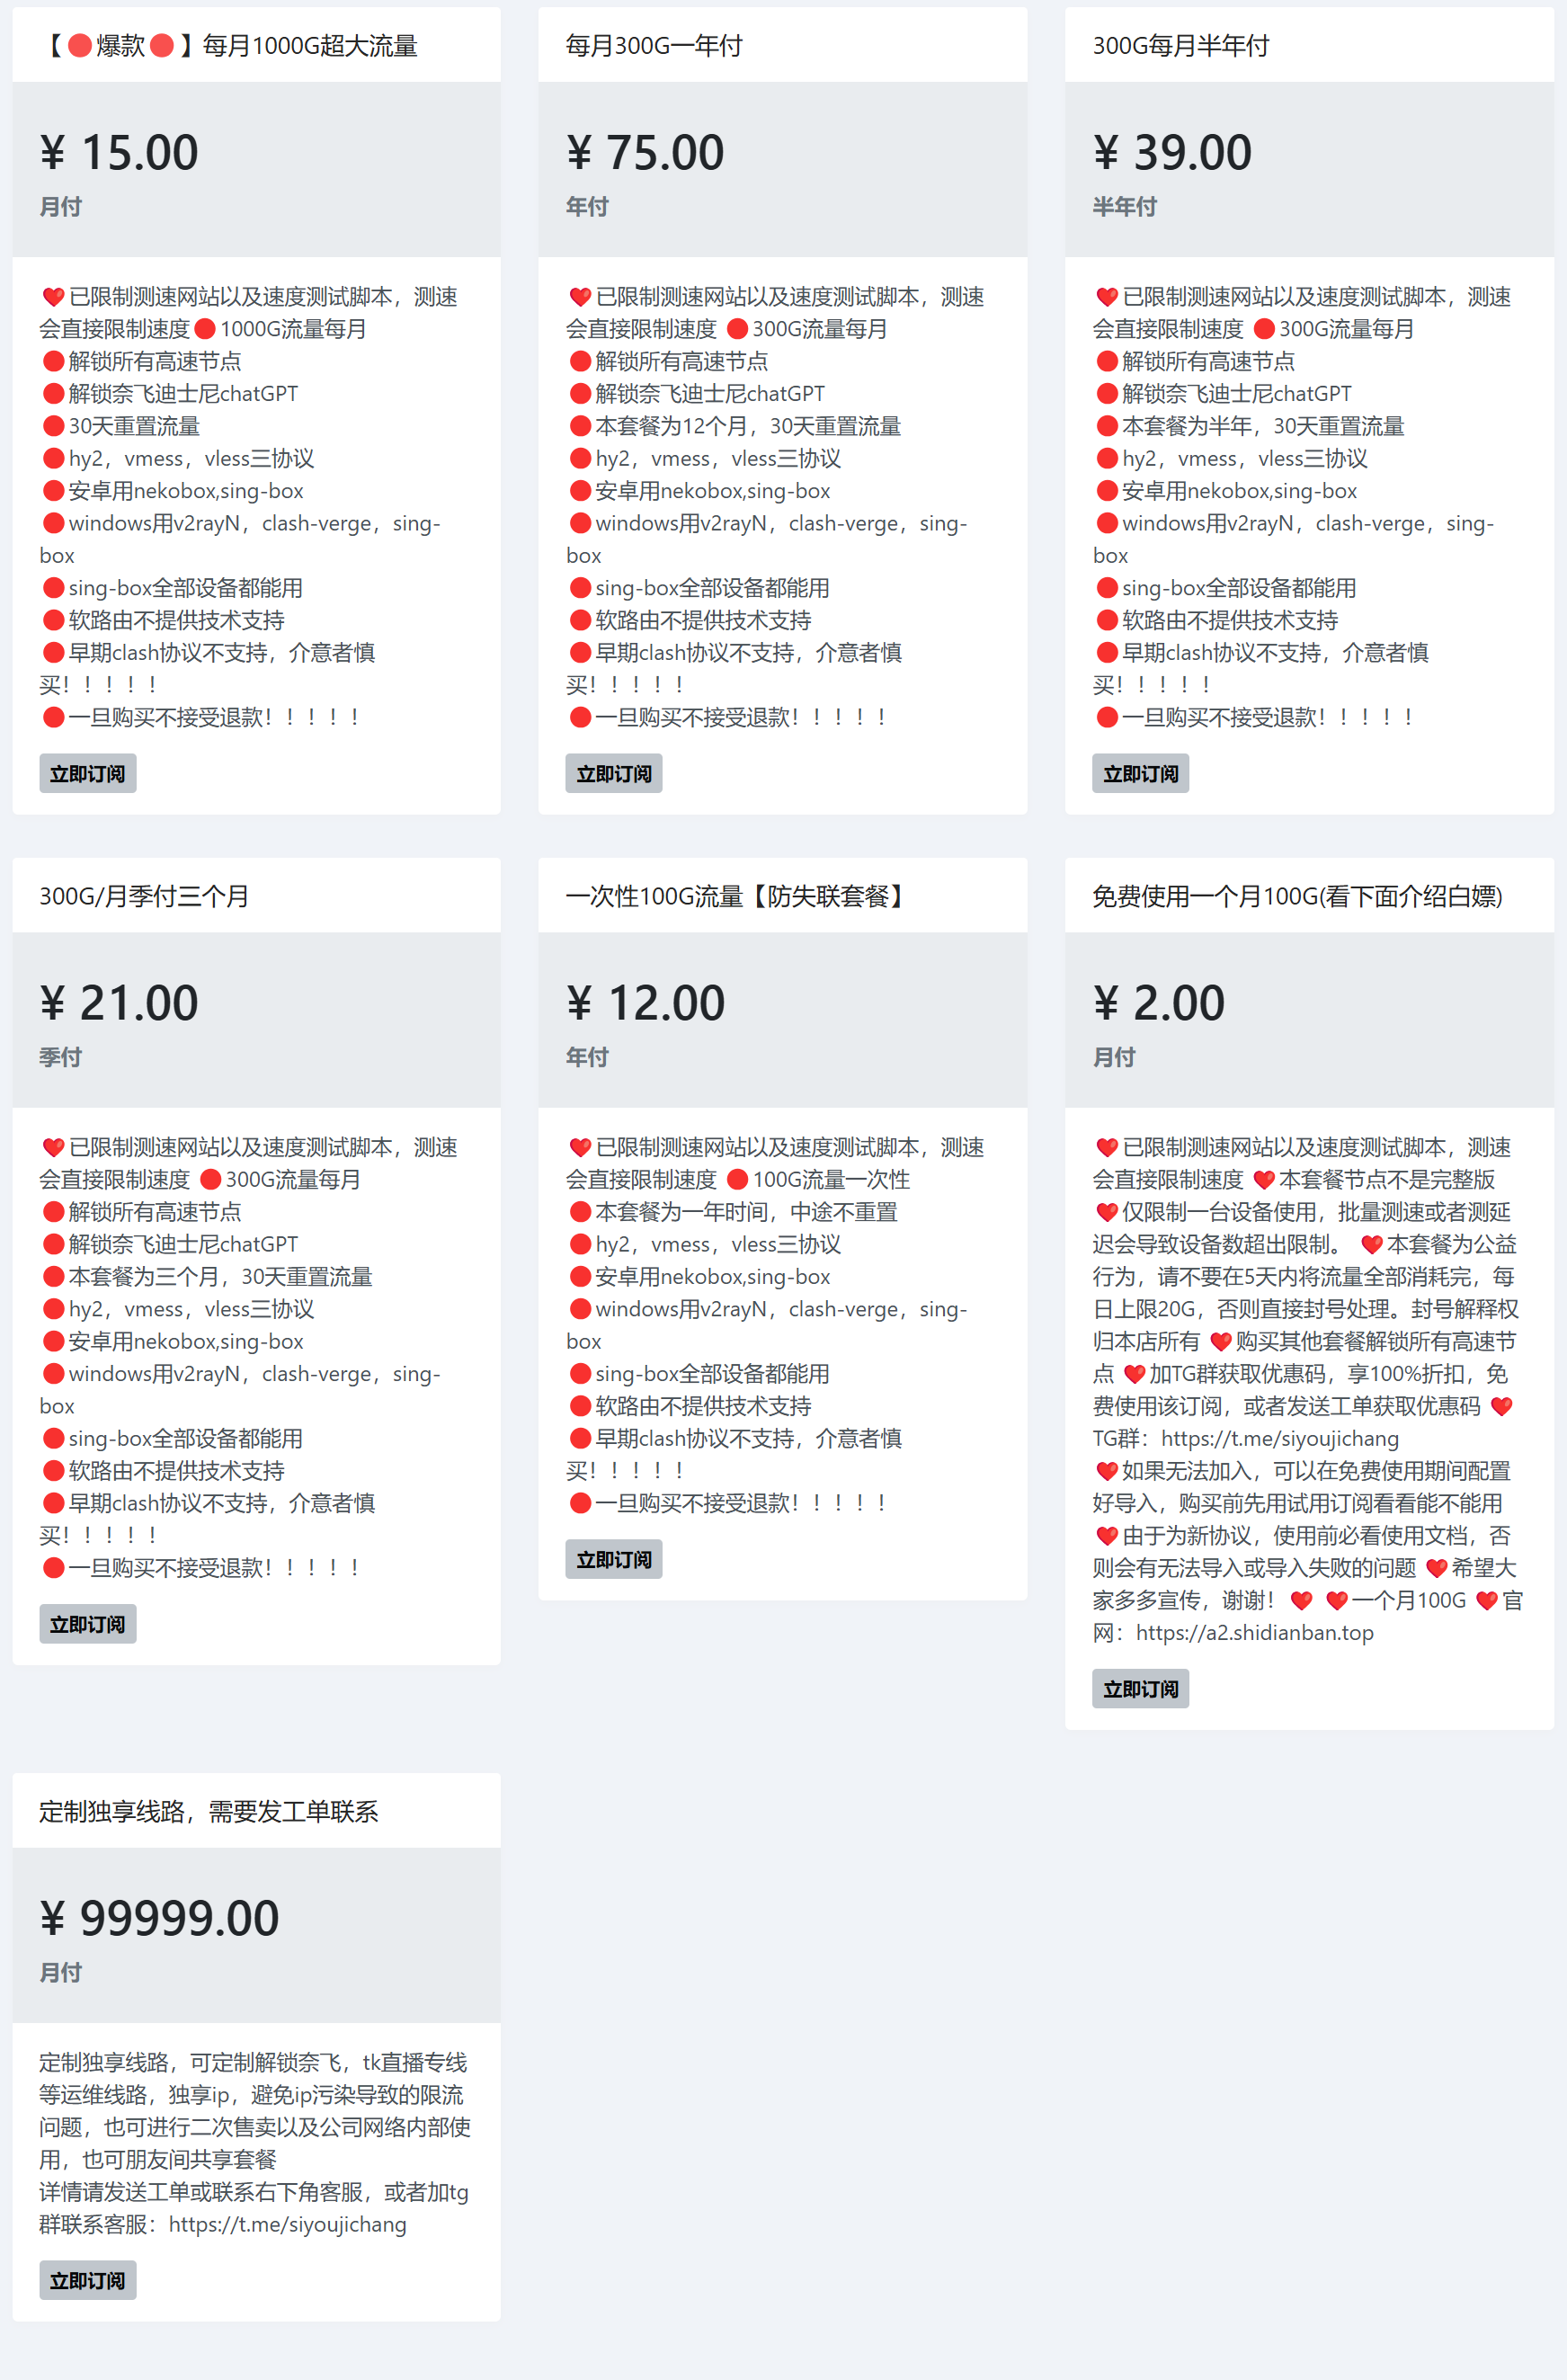 【🔴爆款🔴】每月1000G超大流量
¥ 15.00
月付
❤️已限制测速网站以及速度测试脚本，测速
会直接限制速度🔴1000G流量每月
🔴解锁所有高速节点
🔴解锁奈飞迪士尼chatGPT
🔴30天重置流量
🔴hy2，vmess，vless三协议
🔴安卓用nekobox,sing-box
🔴windows用v2rayN，clash-verge，sing-
box
🔴sing-box全部设备都能用
🔴软路由不提供技术支持
🔴早期clash协议不支持，介意者慎
买！！！！！
🔴一旦购买不接受退款！！！！！
立即订阅
每月300G一年付
¥ 75.00
年付
❤️已限制测速网站以及速度测试脚本，测速
会直接限制速度 🔴300G流量每月
🔴解锁所有高速节点
🔴解锁奈飞迪士尼chatGPT
🔴本套餐为12个月，30天重置流量
🔴hy2，vmess，vless三协议
🔴安卓用nekobox,sing-box
🔴windows用v2rayN，clash-verge，sing-
box
🔴sing-box全部设备都能用
🔴软路由不提供技术支持
🔴早期clash协议不支持，介意者慎
买！！！！！
🔴一旦购买不接受退款！！！！！
立即订阅
300G每月半年付
¥ 39.00
半年付
❤️已限制测速网站以及速度测试脚本，测速
会直接限制速度 🔴300G流量每月
🔴解锁所有高速节点
🔴解锁奈飞迪士尼chatGPT
🔴本套餐为半年，30天重置流量
🔴hy2，vmess，vless三协议
🔴安卓用nekobox,sing-box
🔴windows用v2rayN，clash-verge，sing-
box
🔴sing-box全部设备都能用
🔴软路由不提供技术支持
🔴早期clash协议不支持，介意者慎
买！！！！！
🔴一旦购买不接受退款！！！！！
立即订阅
300G/月季付三个月
¥ 21.00
季付
❤️已限制测速网站以及速度测试脚本，测速
会直接限制速度 🔴300G流量每月
🔴解锁所有高速节点
🔴解锁奈飞迪士尼chatGPT
🔴本套餐为三个月，30天重置流量
🔴hy2，vmess，vless三协议
🔴安卓用nekobox,sing-box
🔴windows用v2rayN，clash-verge，sing-
box
🔴sing-box全部设备都能用
🔴软路由不提供技术支持
🔴早期clash协议不支持，介意者慎
买！！！！！
🔴一旦购买不接受退款！！！！！
立即订阅
一次性100G流量【防失联套餐】
¥ 12.00
年付
❤️已限制测速网站以及速度测试脚本，测速
会直接限制速度 🔴100G流量一次性
🔴本套餐为一年时间，中途不重置
🔴hy2，vmess，vless三协议
🔴安卓用nekobox,sing-box
🔴windows用v2rayN，clash-verge，sing-
box
🔴sing-box全部设备都能用
🔴软路由不提供技术支持
🔴早期clash协议不支持，介意者慎
买！！！！！
🔴一旦购买不接受退款！！！！！
立即订阅
免费使用一个月100G(看下面介绍白嫖)
¥ 2.00
月付
❤️已限制测速网站以及速度测试脚本，测速
会直接限制速度 ❤️本套餐节点不是完整版
❤️仅限制一台设备使用，批量测速或者测延
迟会导致设备数超出限制。 ❤️本套餐为公益
行为，请不要在5天内将流量全部消耗完，每
日上限20G，否则直接封号处理。封号解释权
归本店所有 ❤️购买其他套餐解锁所有高速节
点 ❤️加TG群获取优惠码，享100%折扣，免
费使用该订阅，或者发送工单获取优惠码 ❤️
TG群：https://t.me/siyoujichang
❤️如果无法加入，可以在免费使用期间配置
好导入，购买前先用试用订阅看看能不能用
❤️由于为新协议，使用前必看使用文档，否
则会有无法导入或导入失败的问题 ❤️希望大
家多多宣传，谢谢！❤️ ❤️一个月100G ❤️官
网：https://a2.shidianban.top
立即订阅
定制独享线路，需要发工单联系
¥ 99999.00
月付
定制独享线路，可定制解锁奈飞，tk直播专线
等运维线路，独享ip，避免ip污染导致的限流
问题，也可进行二次售卖以及公司网络内部使
用，也可朋友间共享套餐
详情请发送工单或联系右下角客服，或者加tg
群联系客服：https://t.me/siyoujichang
立即订阅